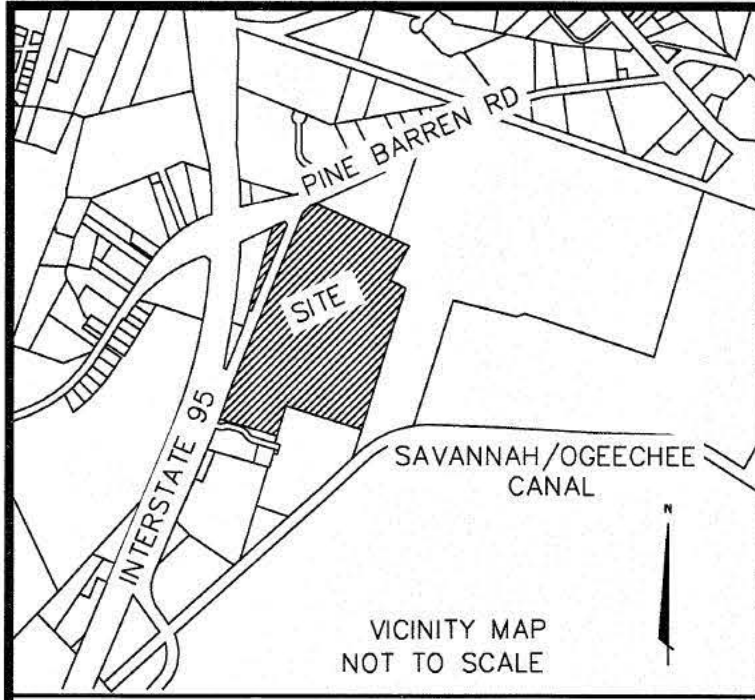 PINE BARREN RD
SITE
INTERSTATE 95
SAVANNAH/OGEECHEE
CANAL
N
VICINITY MAP
NOT TO SCALE